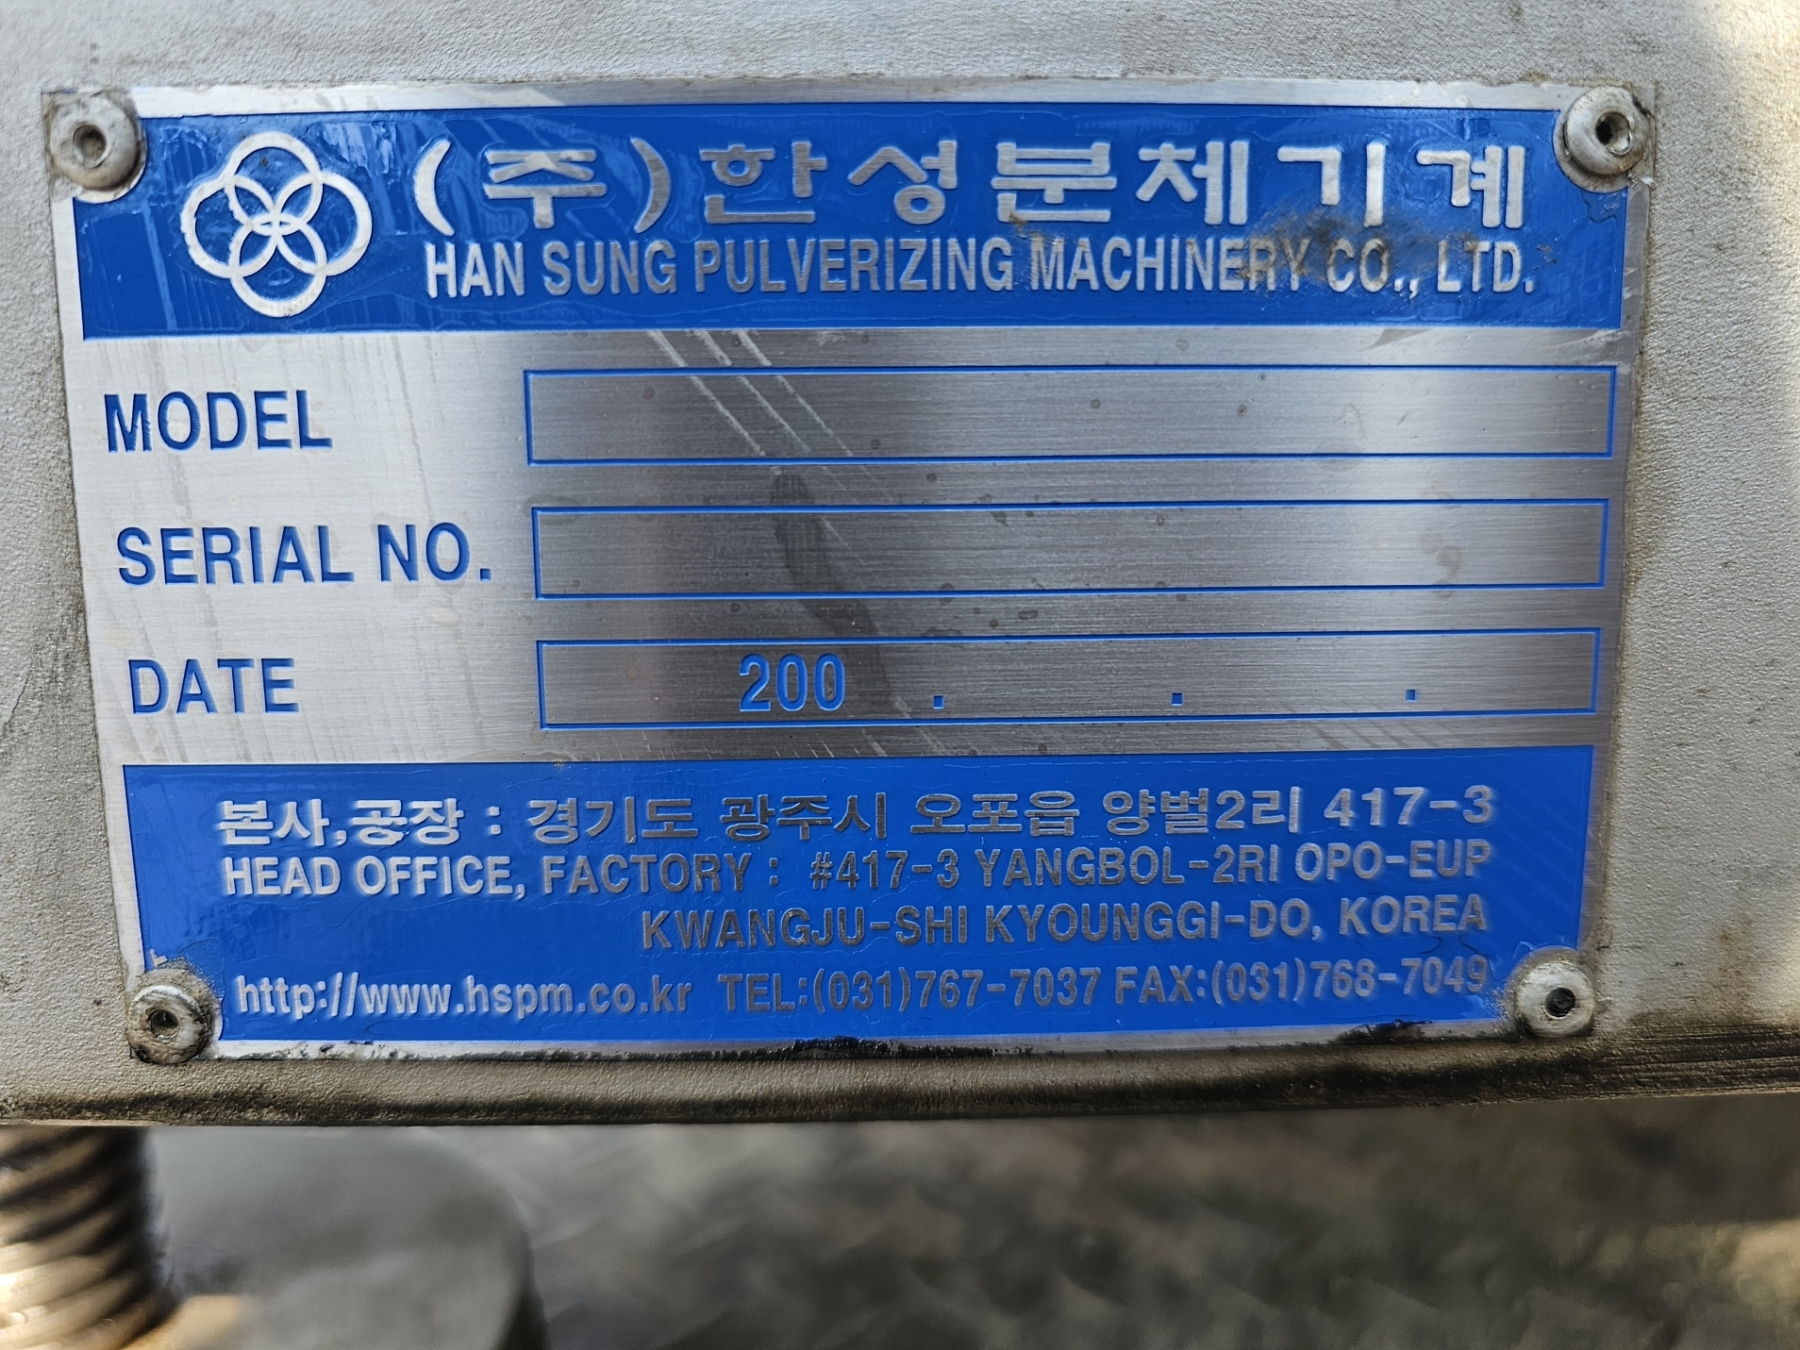 (주)한성분체기계
HAN SUNG PULVERIZING MACHINERY CO., LTD.
MODEL
SERIAL NO.
DATE 200 . . .
본사,공장 : 경기도 광주시 오포읍 양벌2리 417-3
HEAD OFFICE, FACTORY : #417-3 YANGBOL-2RI OPO-EUP
KWANGJU-SHI KYOUNGGI-DO, KOREA
http://www.hspm.co.kr TEL:(031)767-7037 FAX:(031)768-7049